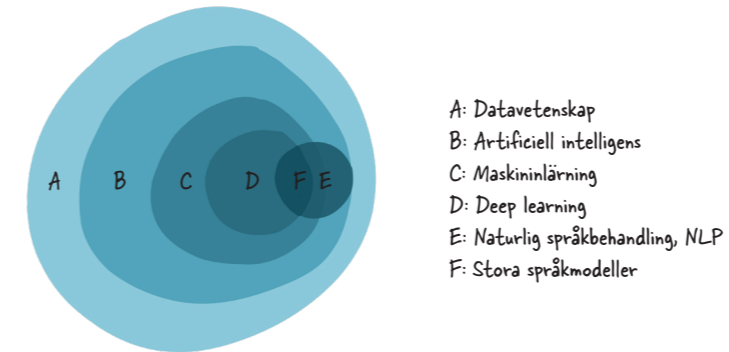 A B C D F E
A: Datavetenskap
B: Artificiell intelligens
C: Maskininlärning
D: Deep learning
E: Naturlig språkbehandling, NLP
F: Stora språkmodeller